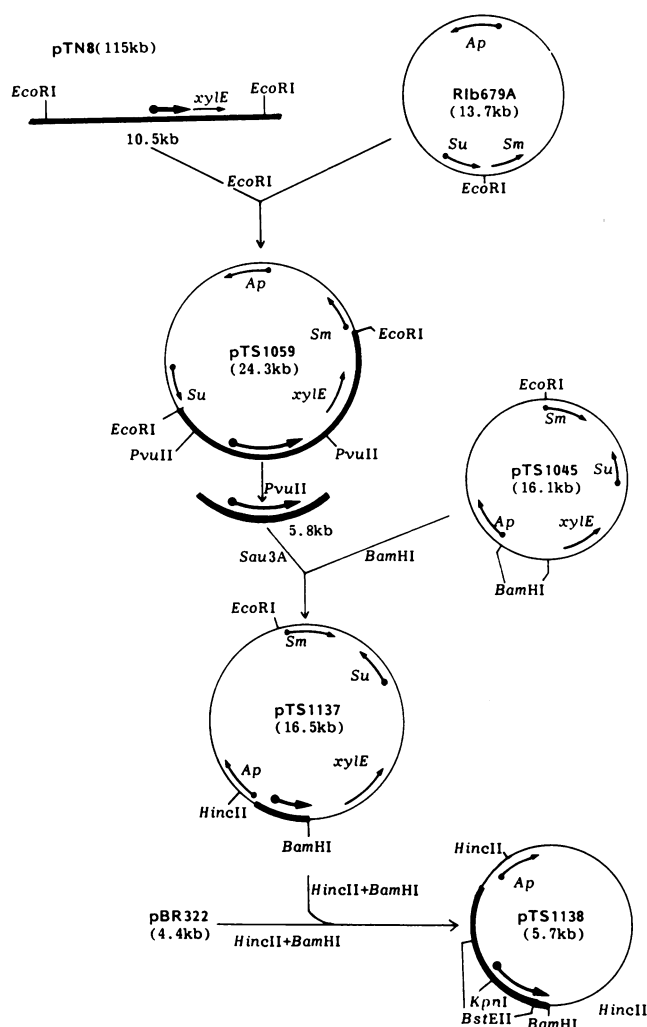 pTN8(115kb)
EcoRI
xylE
EcoRI
10.5kb
Ap
RIb679A
(13.7kb)
Su
Sm
EcoRI
EcoRI
Ap
Sm
EcoRI
pTS1059
(24.3kb)
Su
xylE
EcoRI
PvuII
PvuII
PvuII
5.8kb
EcoRI
Sm
Su
pTS1045
(16.1kb)
Ap
xylE
BamHI
Sau3A
BamHI
EcoRI
Sm
Su
pTS1137
(16.5kb)
Ap
xylE
HincII
BamHI
HincII+BamHI
pBR322
(4.4kb)
HincII+BamHI
HincII
Ap
pTS1138
(5.7kb)
KpnI
BstEII
BamHI
HincII